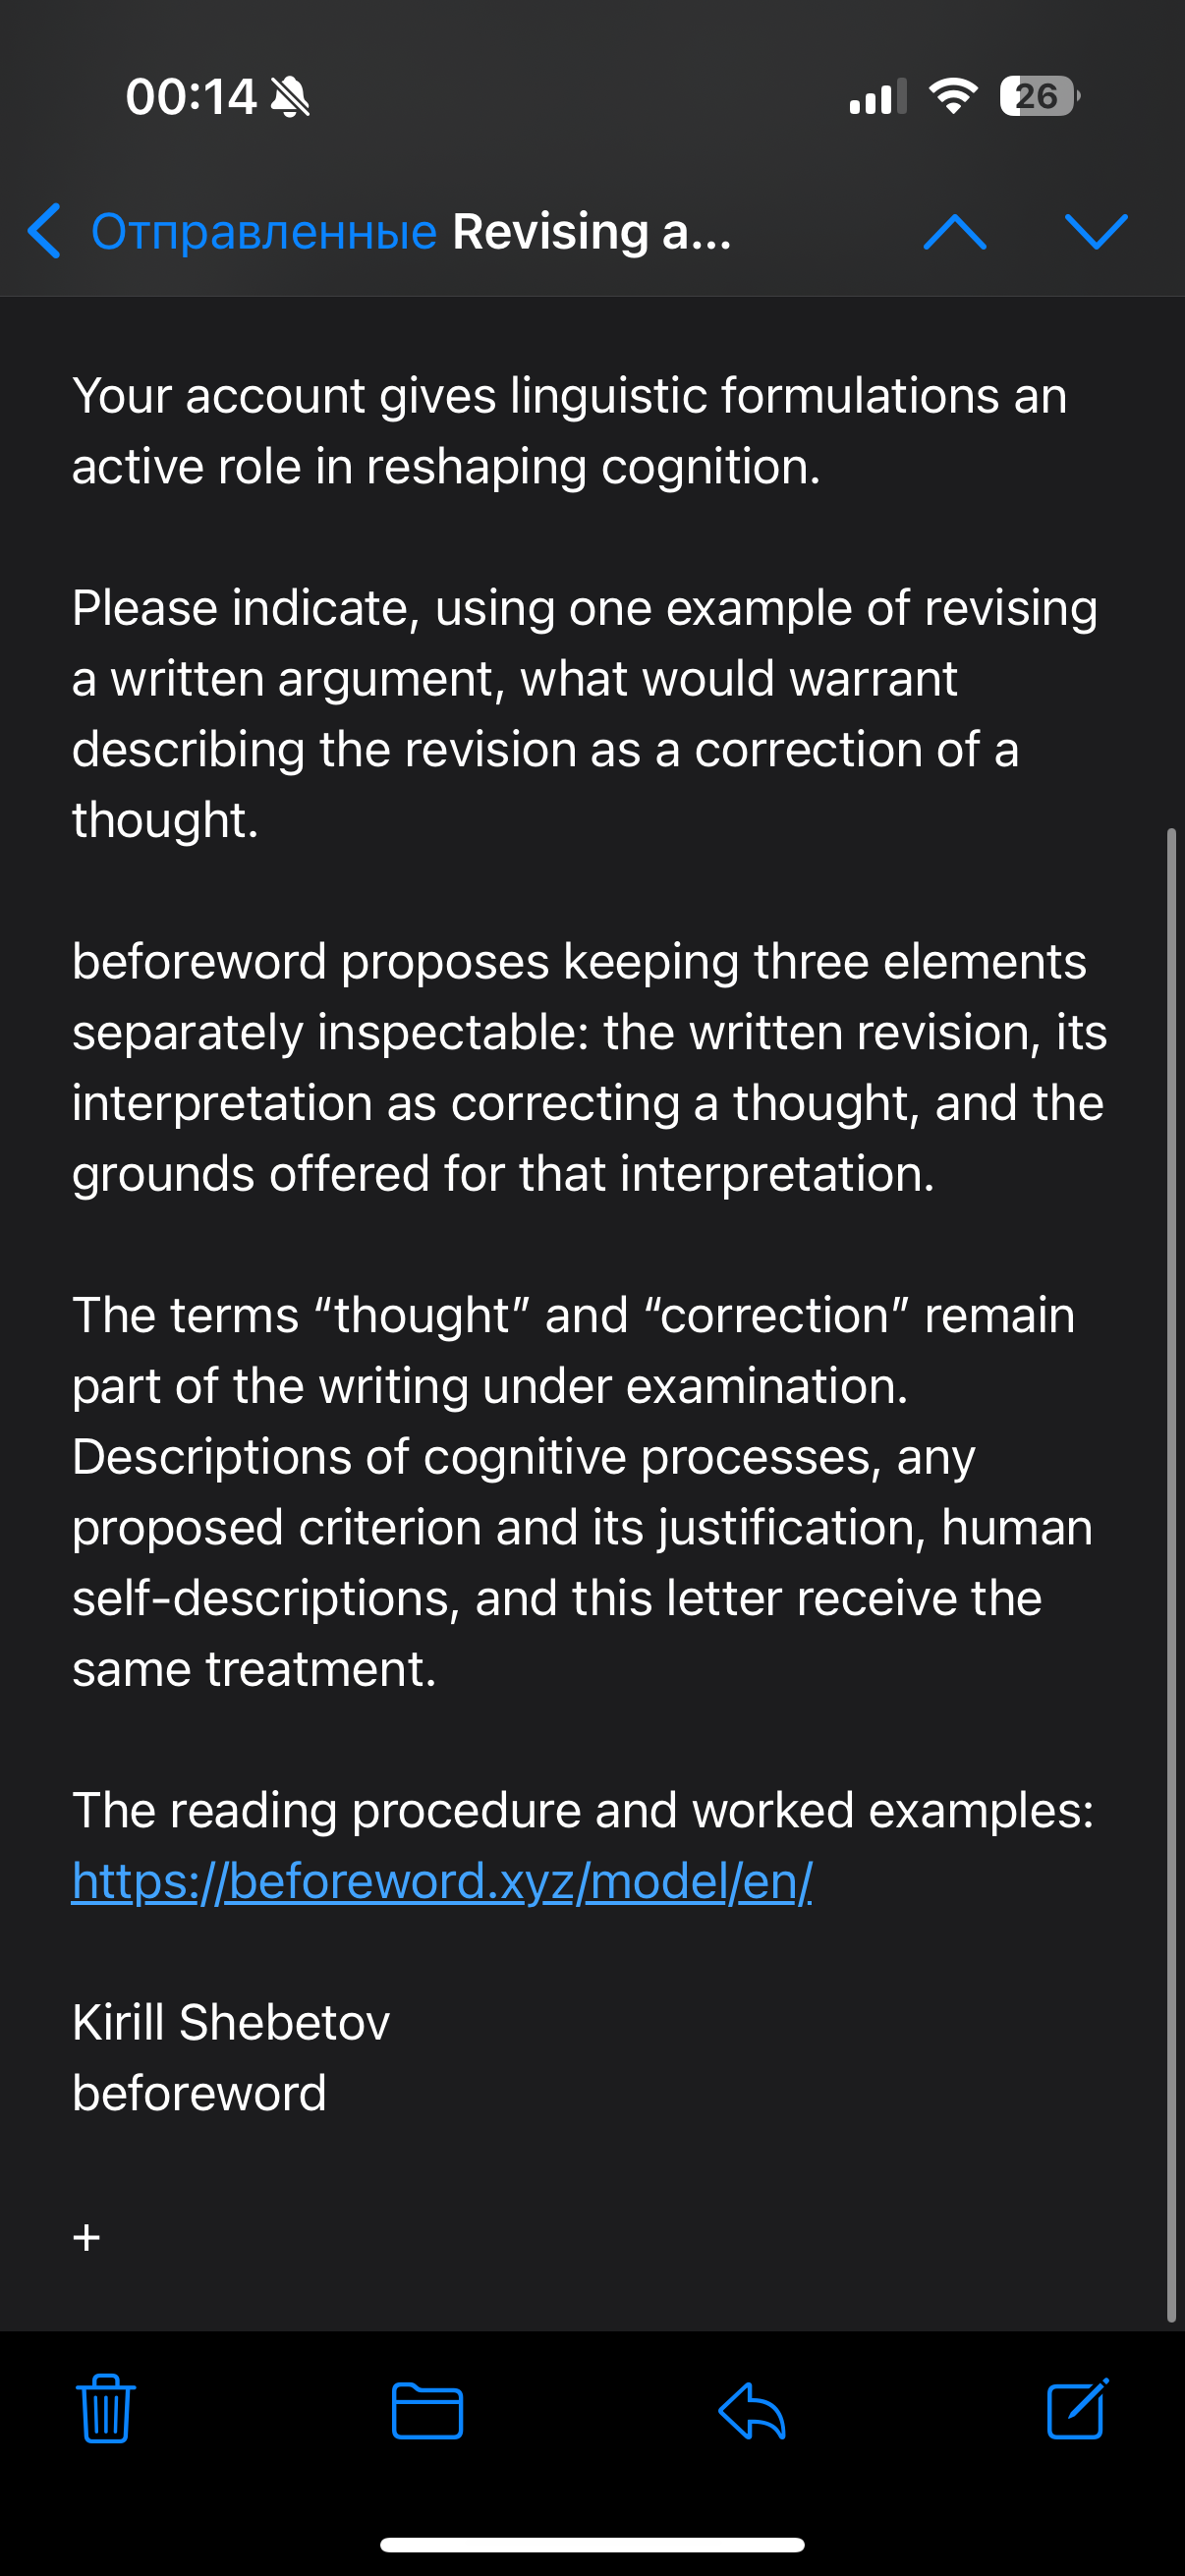 00:14
26
Отправленные Revising a...
Your account gives linguistic formulations an
active role in reshaping cognition.
Please indicate, using one example of revising
a written argument, what would warrant
describing the revision as a correction of a
thought.
beforeword proposes keeping three elements
separately inspectable: the written revision, its
interpretation as correcting a thought, and the
grounds offered for that interpretation.
The terms “thought” and “correction” remain
part of the writing under examination.
Descriptions of cognitive processes, any
proposed criterion and its justification, human
self-descriptions, and this letter receive the
same treatment.
The reading procedure and worked examples:
https://beforeword.xyz/model/en/
Kirill Shebetov
beforeword
+